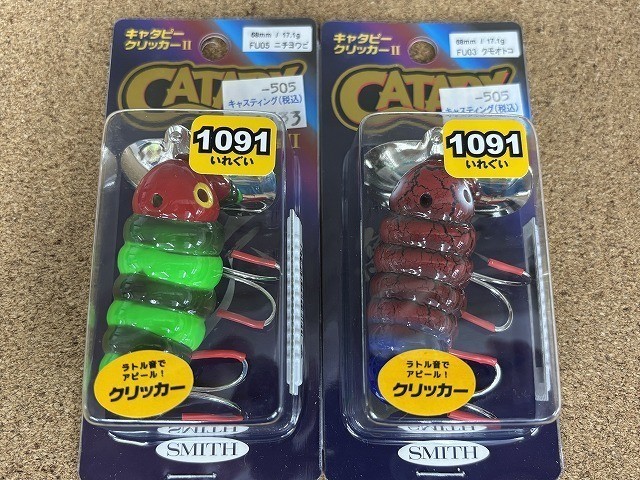 キャタピー
クリッカーII
68mm / 17.1g
FU05 ニチヨウビ
CATAPY
-505
キャスティング(税込)
3
II
1091
いれぐい
ラトル音で
アピール!
クリッカー
SMITH
キャタピー
クリッカーII
68mm / 17.1g
FU03 クモオトコ
CATAPY
-505
キャスティング(税込)
1091
いれぐい
ラトル音で
アピール!
クリッカー
SMITH